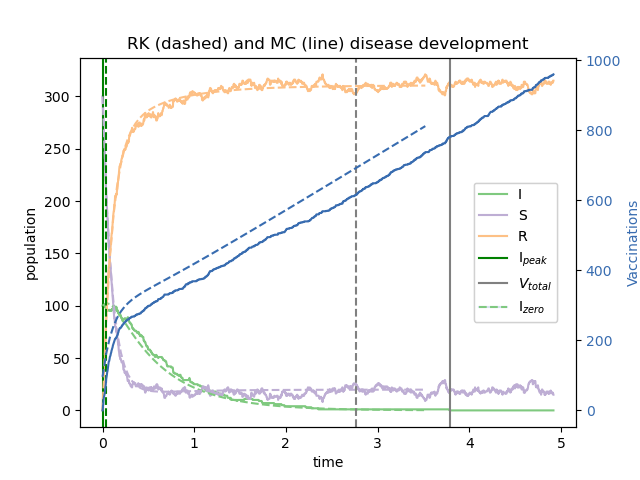 RK (dashed) and MC (line) disease development
population
300
250
200
150
100
50
0
0
1
2
3
4
5
time
1000
800
600
400
200
0
Vaccinations
I
S
R
I_peak
V_total
I_zero